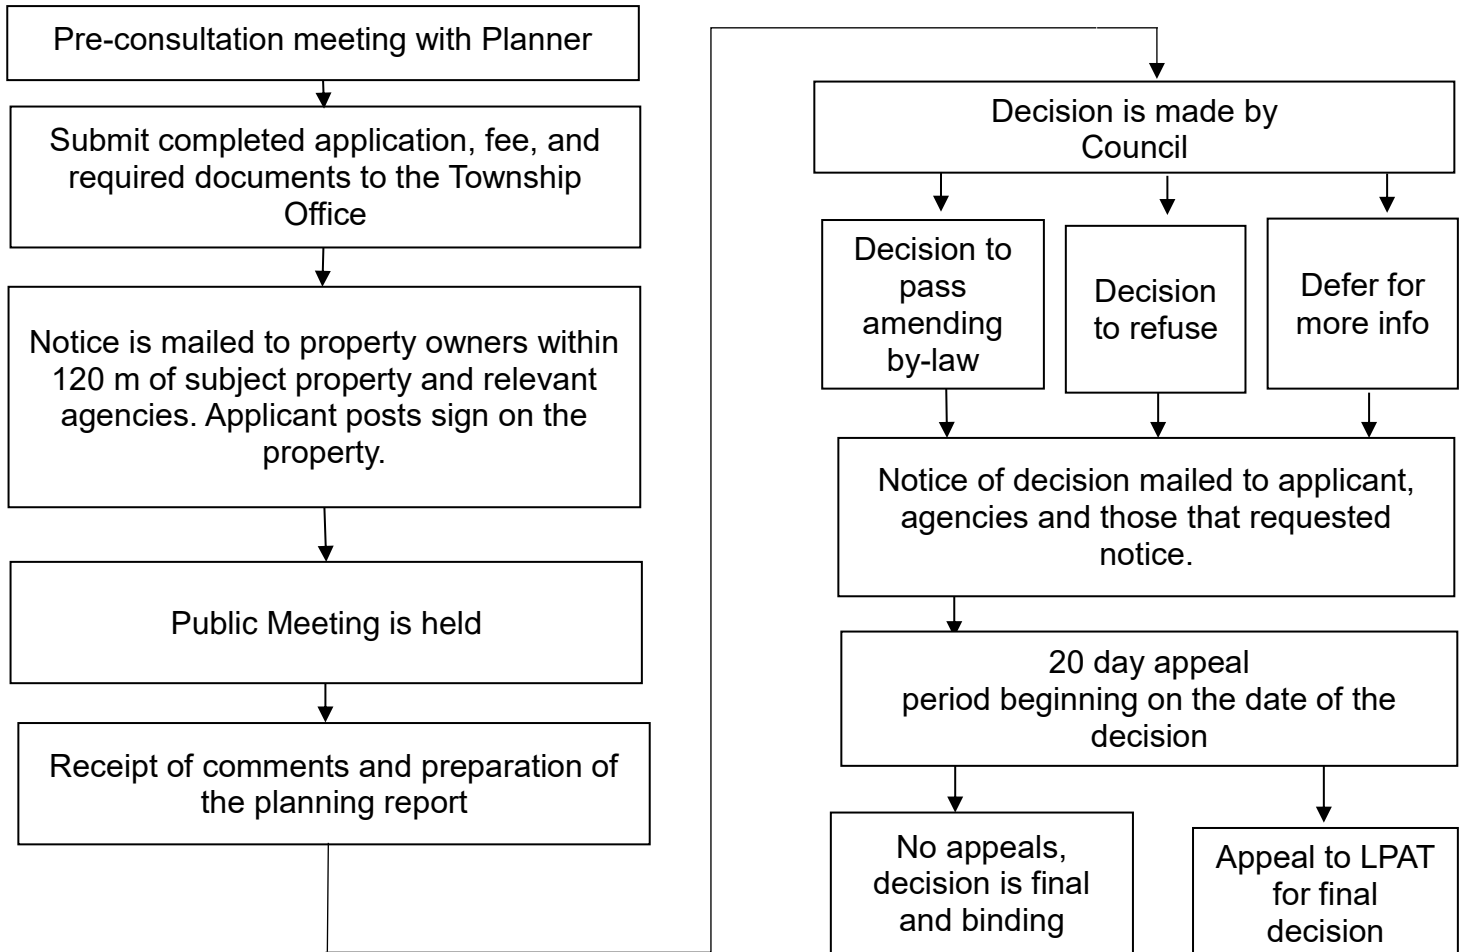 Pre-consultation meeting with Planner
Submit completed application, fee, and
required documents to the Township
Office
Notice is mailed to property owners within
120 m of subject property and relevant
agencies. Applicant posts sign on the
property.
Public Meeting is held
Receipt of comments and preparation of
the planning report
Decision is made by
Council
Decision to
pass
amending
by-law
Decision
to refuse
Defer for
more info
Notice of decision mailed to applicant,
agencies and those that requested
notice.
20 day appeal
period beginning on the date of the
decision
No appeals,
decision is final
and binding
Appeal to LPAT
for final
decision